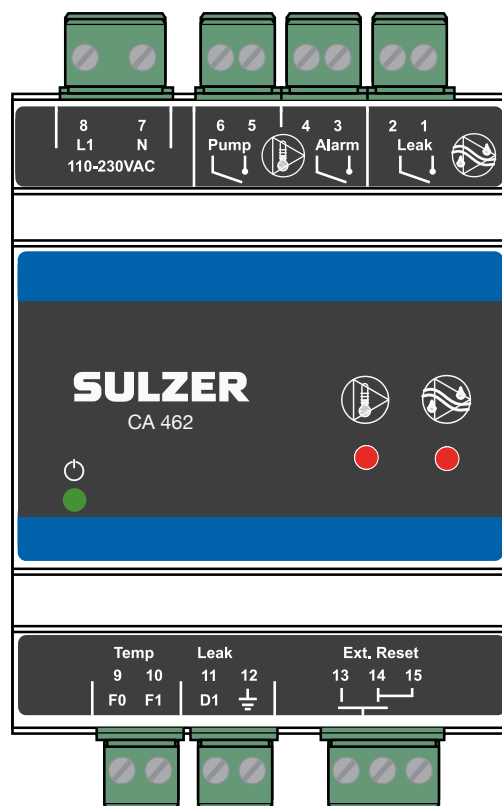 8 7 6 5 4 3 2 1
L1 N Pump Alarm Leak
110-230VAC
SULZER
CA 462
Temp Leak Ext. Reset
9 10 11 12 13 14 15
F0 F1 D1